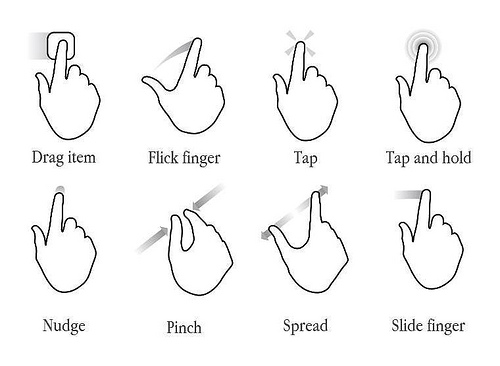 Drag item
Flick finger
Tap
Tap and hold
Nudge
Pinch
Spread
Slide finger